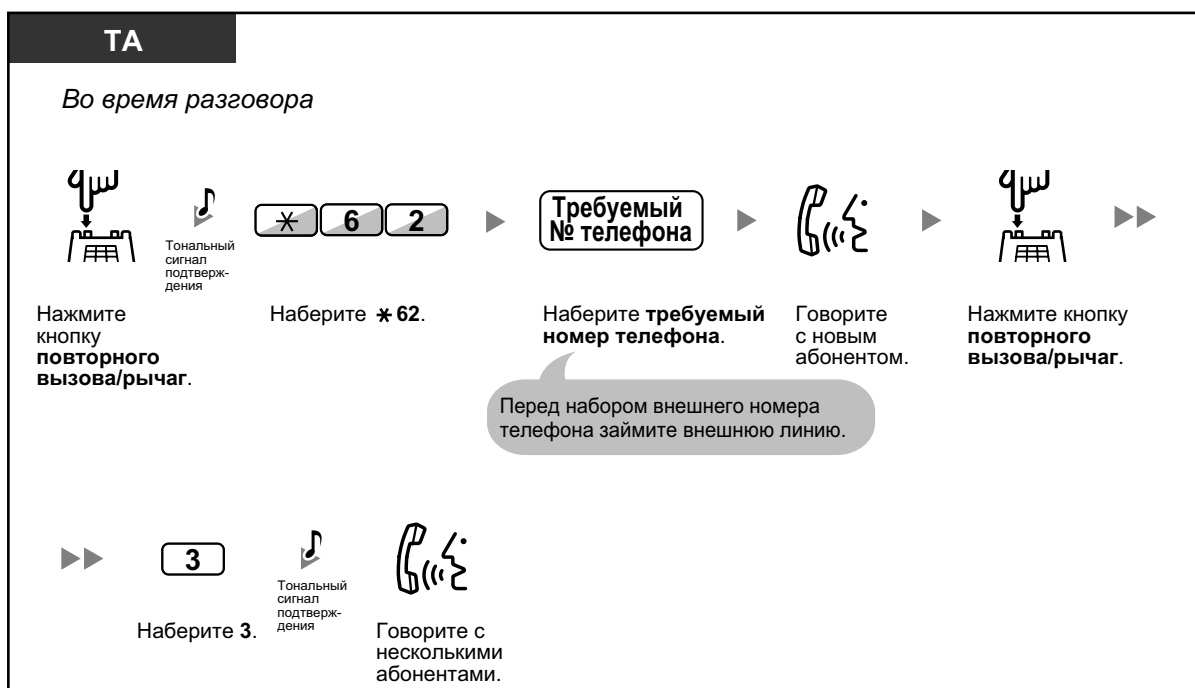 ТА
Во время разговора
Тональный
сигнал
подтверж-
дения
✳ 6 2
Требуемый
№ телефона
Нажмите
кнопку
повторного
вызова/рычаг.
Наберите ✳ 62.
Наберите требуемый
номер телефона.
Говорите
с новым
абонентом.
Нажмите кнопку
повторного
вызова/рычаг.
Перед набором внешнего номера
телефона займите внешнюю линию.
3
Тональный
сигнал
подтверж-
дения
Наберите 3.
Говорите с
несколькими
абонентами.